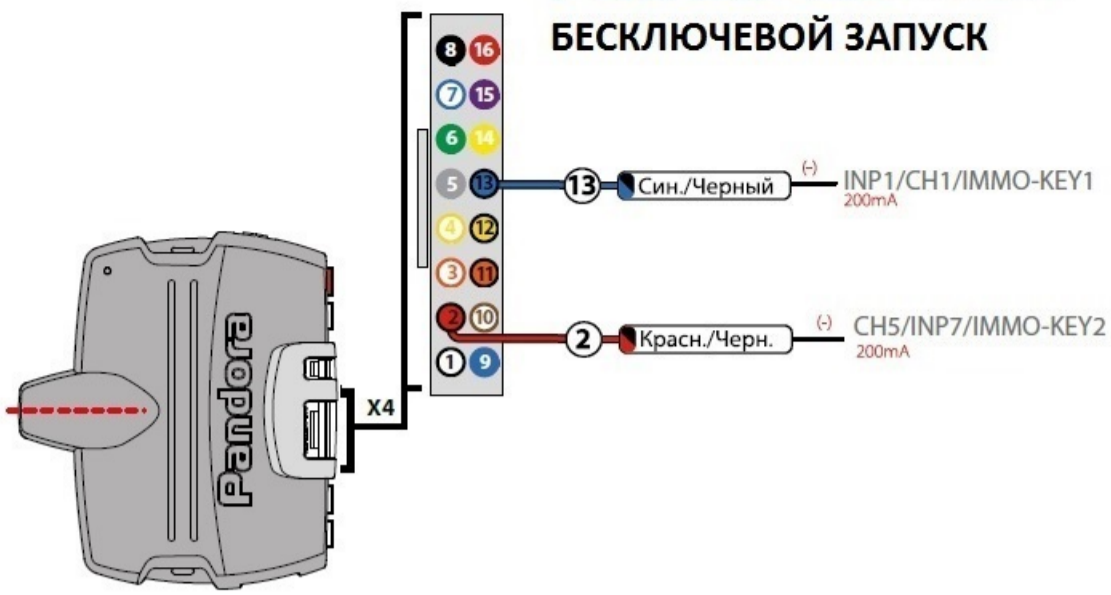 БЕСКЛЮЧЕВОЙ ЗАПУСК
8 16
7 15
6 14
5 13
13 Син./Черный (-) INP1/CH1/IMMO-KEY1
200mA
4 12
3 11
2 10
2 Красн./Черн. (-) CH5/INP7/IMMO-KEY2
200mA
1 9
X4
Pandora